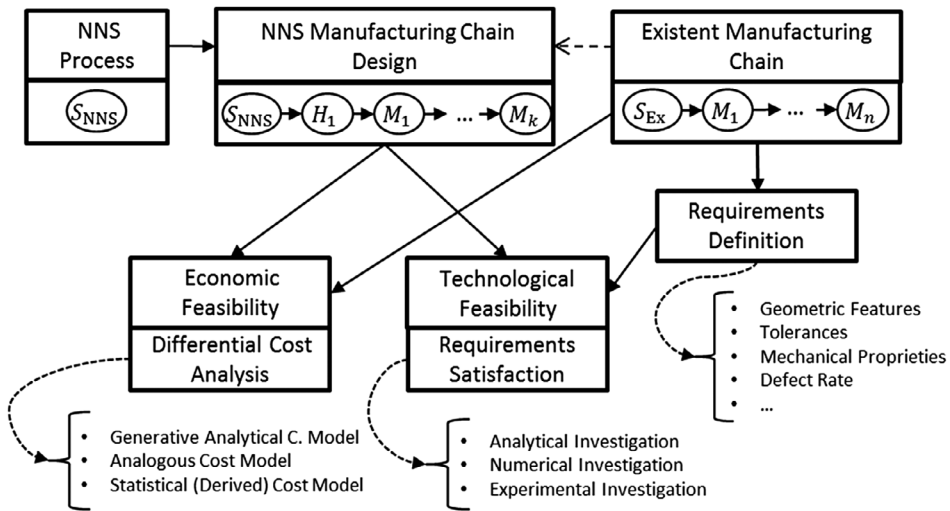 NNS
Process
S_NNS
NNS Manufacturing Chain
Design
S_NNS H_1 M_1 ... M_k
Existent Manufacturing
Chain
S_Ex M_1 ... M_n
Requirements
Definition
Economic
Feasibility
Differential Cost
Analysis
Technological
Feasibility
Requirements
Satisfaction
• Geometric Features
• Tolerances
• Mechanical Proprieties
• Defect Rate
• ...
• Generative Analytical C. Model
• Analogous Cost Model
• Statistical (Derived) Cost Model
• Analytical Investigation
• Numerical Investigation
• Experimental Investigation